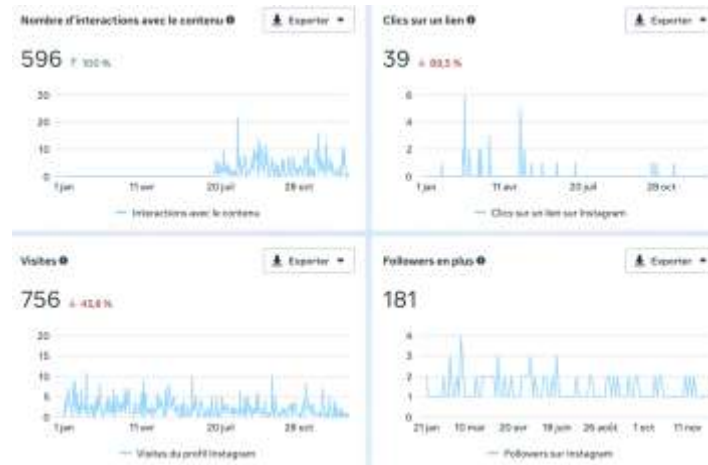 Nombre d'interactions avec le contenu
Exporter
596 ↑ 100 %
30
20
10
0
1 jan 11 avr 20 juil 28 oct
Interactions avec le contenu
Clics sur un lien
Exporter
39
6
4
2
0
1 jan 11 avr 20 juil 28 oct
Clics sur un lien sur Instagram
Visites
Exporter
756 ↓ 43,8 %
20
15
10
5
0
1 jan 11 avr 20 juil 28 oct
Visites du profil Instagram
Followers en plus
Exporter
181
4
3
2
1
0
21 jan 10 mar 20 avr 18 juin 26 août 1 oct 11 nov
Followers sur Instagram